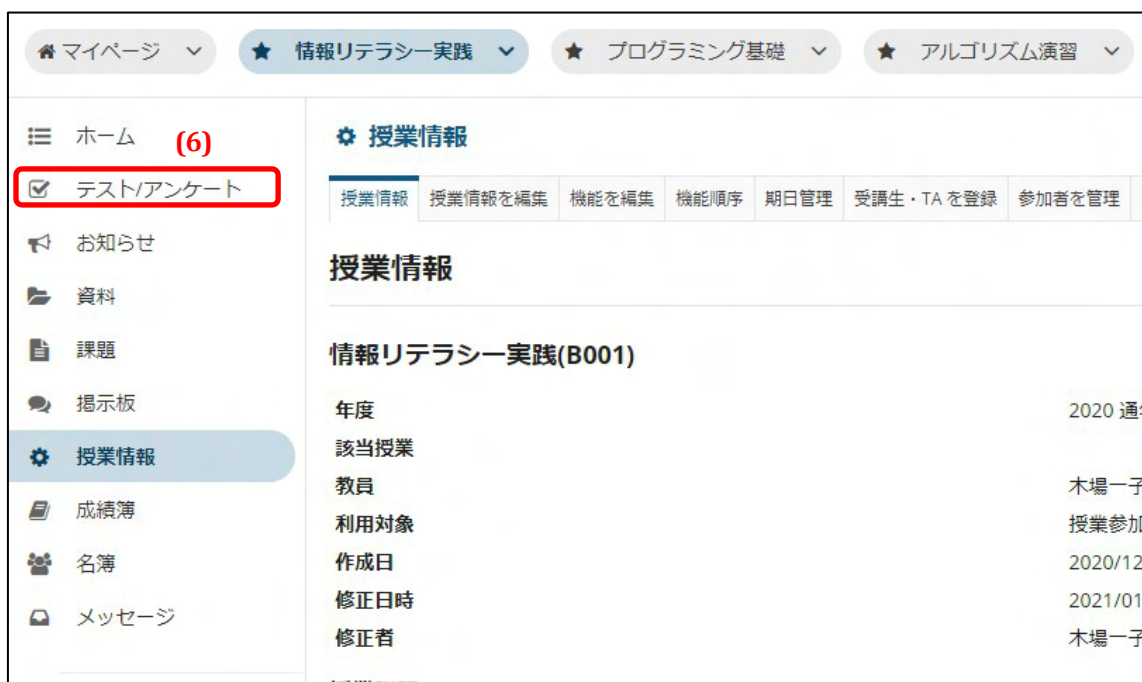 マイページ 情報リテラシー実践 プログラミング基礎 アルゴリズム演習
ホーム
(6)
テスト/アンケート
お知らせ
資料
課題
掲示板
授業情報
成績簿
名簿
メッセージ
授業情報
授業情報 授業情報を編集 機能を編集 機能順序 期日管理 受講生・TA を登録 参加者を管理
授業情報
情報リテラシー実践(B001)
年度 2020
該当授業
教員 木場一子
利用対象 授業参加
作成日 2020/12
修正日時 2021/01
修正者 木場一子